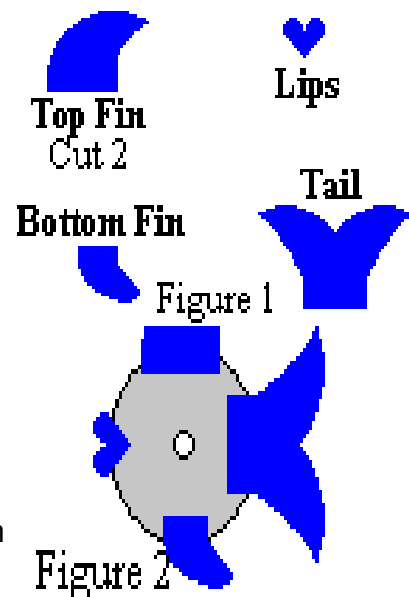 Lips
Top Fin
Cut 2
Tail
Bottom Fin
Figure 1
Figure 2